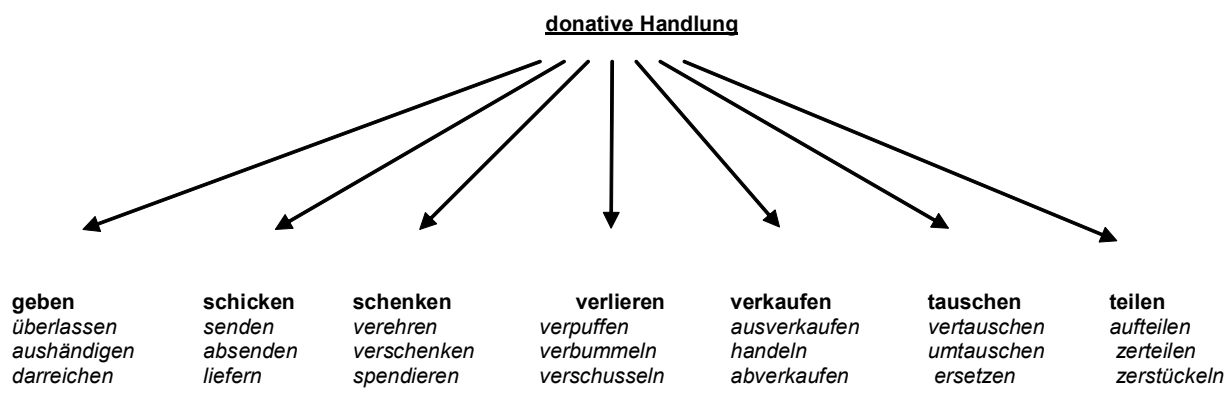 donative Handlung
geben schicken schenken verlieren verkaufen tauschen teilen
überlassen senden verehren verpuffen ausverkaufen vertauschen aufteilen
aushändigen absenden verschenken verbummeln handeln umtauschen zerteilen
darreichen liefern spendieren verschusseln abverkaufen ersetzen zerstückeln